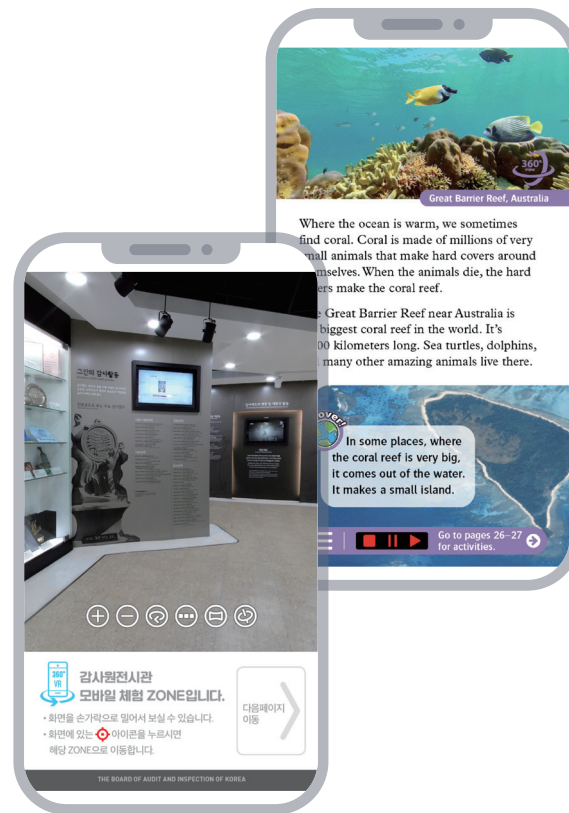 360°
VIEW
Great Barrier Reef, Australia
Where the ocean is warm, we sometimes
find coral. Coral is made of millions of very
animals that make hard covers around
When the animals die, the hard
make the coral reef.
Great Barrier Reef near Australia is
biggest coral reef in the world. It's
kilometers long. Sea turtles, dolphins,
many other amazing animals live there.
In some places, where
the coral reef is very big,
it comes out of the water.
It makes a small island.
Go to pages 26–27
for activities.
그간의 감사활동
360°
VR
감사원전시관
모바일 체험 ZONE입니다.
• 화면을 손가락으로 밀어서 보실 수 있습니다.
• 화면에 있는 아이콘을 누르시면
해당 ZONE으로 이동합니다.
다음페이지
이동
THE BOARD OF AUDIT AND INSPECTION OF KOREA